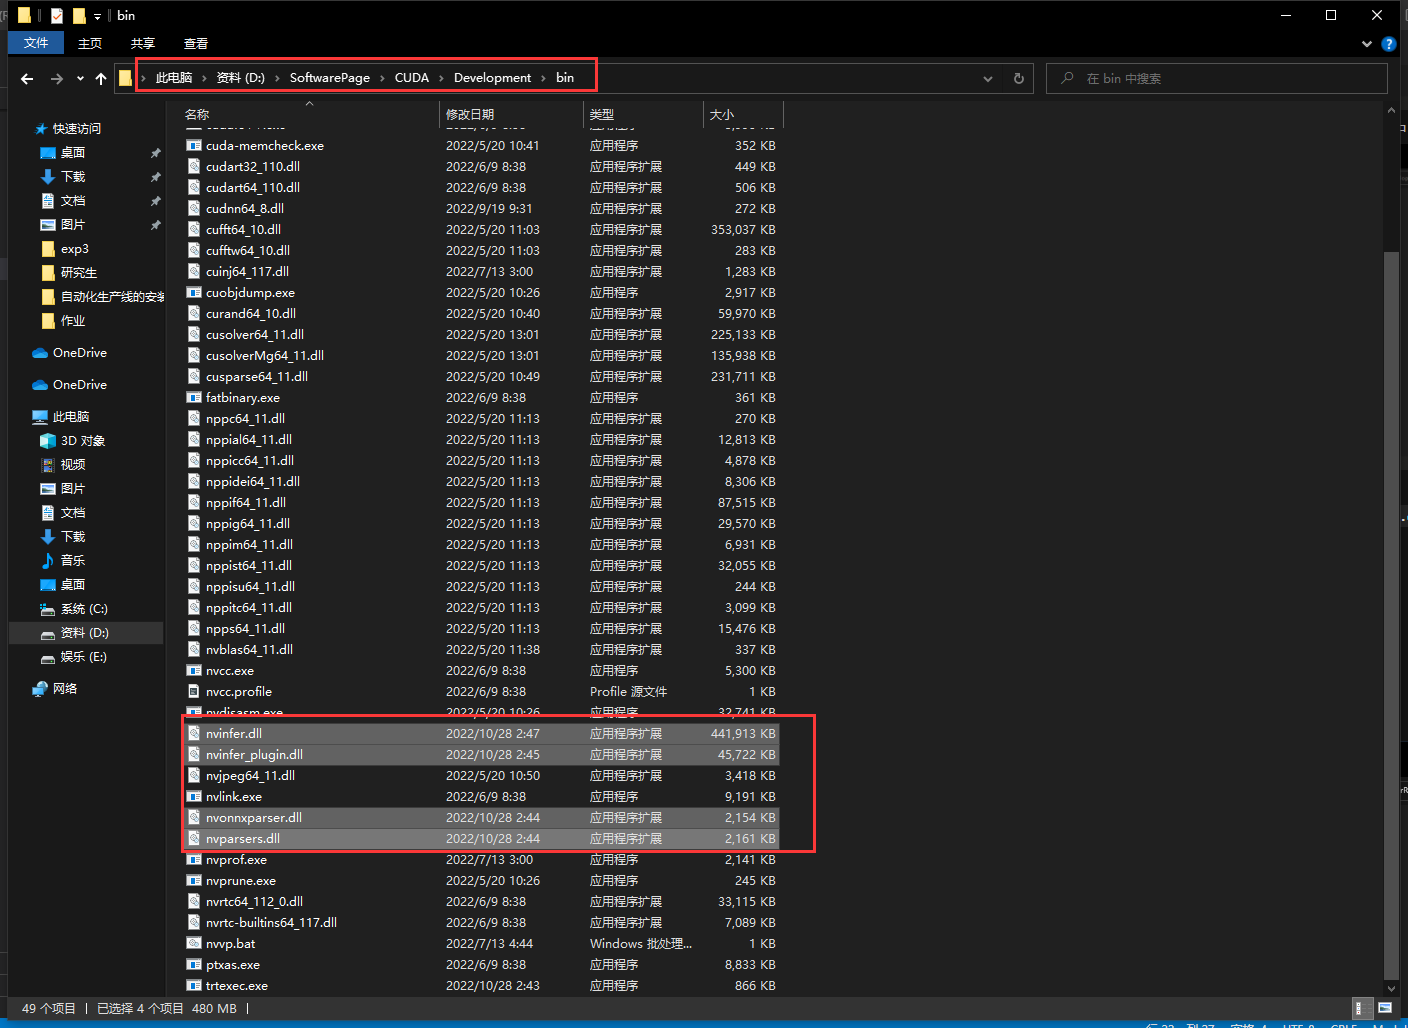 bin
文件 主页 共享 查看
此电脑 › 资料 (D:) › SoftwarePage › CUDA › Development › bin
在 bin 中搜索
快速访问
桌面
下载
文档
图片
exp3
研究生
自动化生产线的安装
作业
OneDrive
OneDrive
此电脑
3D 对象
视频
图片
文档
下载
音乐
桌面
系统 (C:)
资料 (D:)
娱乐 (E:)
网络
名称 修改日期 类型 大小
cuda-memcheck.exe 2022/5/20 10:41 应用程序 352 KB
cudart32_110.dll 2022/6/9 8:38 应用程序扩展 449 KB
cudart64_110.dll 2022/6/9 8:38 应用程序扩展 506 KB
cudnn64_8.dll 2022/9/19 9:31 应用程序扩展 272 KB
cufft64_10.dll 2022/5/20 11:03 应用程序扩展 353,037 KB
cufftw64_10.dll 2022/5/20 11:03 应用程序扩展 283 KB
cuinj64_117.dll 2022/7/13 3:00 应用程序扩展 1,283 KB
cuobjdump.exe 2022/5/20 10:26 应用程序 2,917 KB
curand64_10.dll 2022/5/20 10:40 应用程序扩展 59,970 KB
cusolver64_11.dll 2022/5/20 13:01 应用程序扩展 225,133 KB
cusolverMg64_11.dll 2022/5/20 13:01 应用程序扩展 135,938 KB
cusparse64_11.dll 2022/5/20 10:49 应用程序扩展 231,711 KB
fatbinary.exe 2022/6/9 8:38 应用程序 361 KB
nppc64_11.dll 2022/5/20 11:13 应用程序扩展 270 KB
nppial64_11.dll 2022/5/20 11:13 应用程序扩展 12,813 KB
nppicc64_11.dll 2022/5/20 11:13 应用程序扩展 4,878 KB
nppidei64_11.dll 2022/5/20 11:13 应用程序扩展 8,306 KB
nppif64_11.dll 2022/5/20 11:13 应用程序扩展 87,515 KB
nppig64_11.dll 2022/5/20 11:13 应用程序扩展 29,570 KB
nppim64_11.dll 2022/5/20 11:13 应用程序扩展 6,931 KB
nppist64_11.dll 2022/5/20 11:13 应用程序扩展 32,055 KB
nppisu64_11.dll 2022/5/20 11:13 应用程序扩展 244 KB
nppitc64_11.dll 2022/5/20 11:13 应用程序扩展 3,099 KB
npps64_11.dll 2022/5/20 11:13 应用程序扩展 15,476 KB
nvblas64_11.dll 2022/5/20 11:38 应用程序扩展 337 KB
nvcc.exe 2022/6/9 8:38 应用程序 5,300 KB
nvcc.profile 2022/6/9 8:38 Profile 源文件 1 KB
nvdisasm.exe 2022/5/20 10:26 应用程序 32,741 KB
nvinfer.dll 2022/10/28 2:47 应用程序扩展 441,913 KB
nvinfer_plugin.dll 2022/10/28 2:45 应用程序扩展 45,722 KB
nvjpeg64_11.dll 2022/5/20 10:50 应用程序扩展 3,418 KB
nvlink.exe 2022/6/9 8:38 应用程序 9,191 KB
nvonnxparser.dll 2022/10/28 2:44 应用程序扩展 2,154 KB
nvparsers.dll 2022/10/28 2:44 应用程序扩展 2,161 KB
nvprof.exe 2022/7/13 3:00 应用程序 2,141 KB
nvprune.exe 2022/5/20 10:26 应用程序 245 KB
nvrtc64_112_0.dll 2022/6/9 8:38 应用程序扩展 33,115 KB
nvrtc-builtins64_117.dll 2022/6/9 8:38 应用程序扩展 7,089 KB
nvvp.bat 2022/7/13 4:44 Windows 批处理... 1 KB
ptxas.exe 2022/6/9 8:38 应用程序 8,833 KB
trtexec.exe 2022/10/28 2:43 应用程序 866 KB
49 个项目 | 已选择 4 个项目 480 MB |